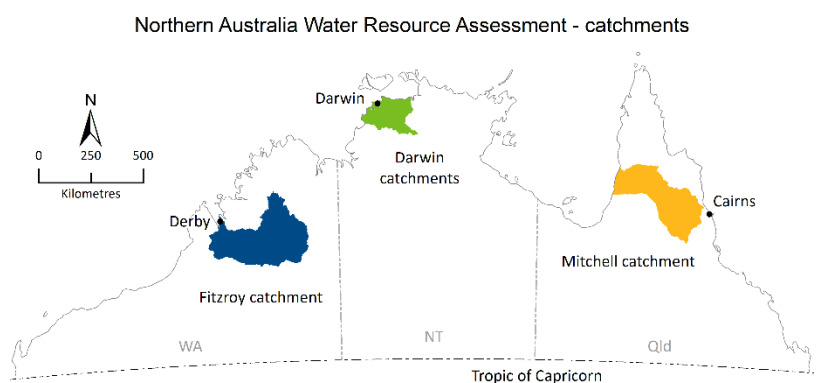 Northern Australia Water Resource Assessment - catchments
N
0 250 500
Kilometres
Darwin
Darwin
catchments
Derby
Fitzroy catchment
Cairns
Mitchell catchment
WA
NT
Qld
Tropic of Capricorn